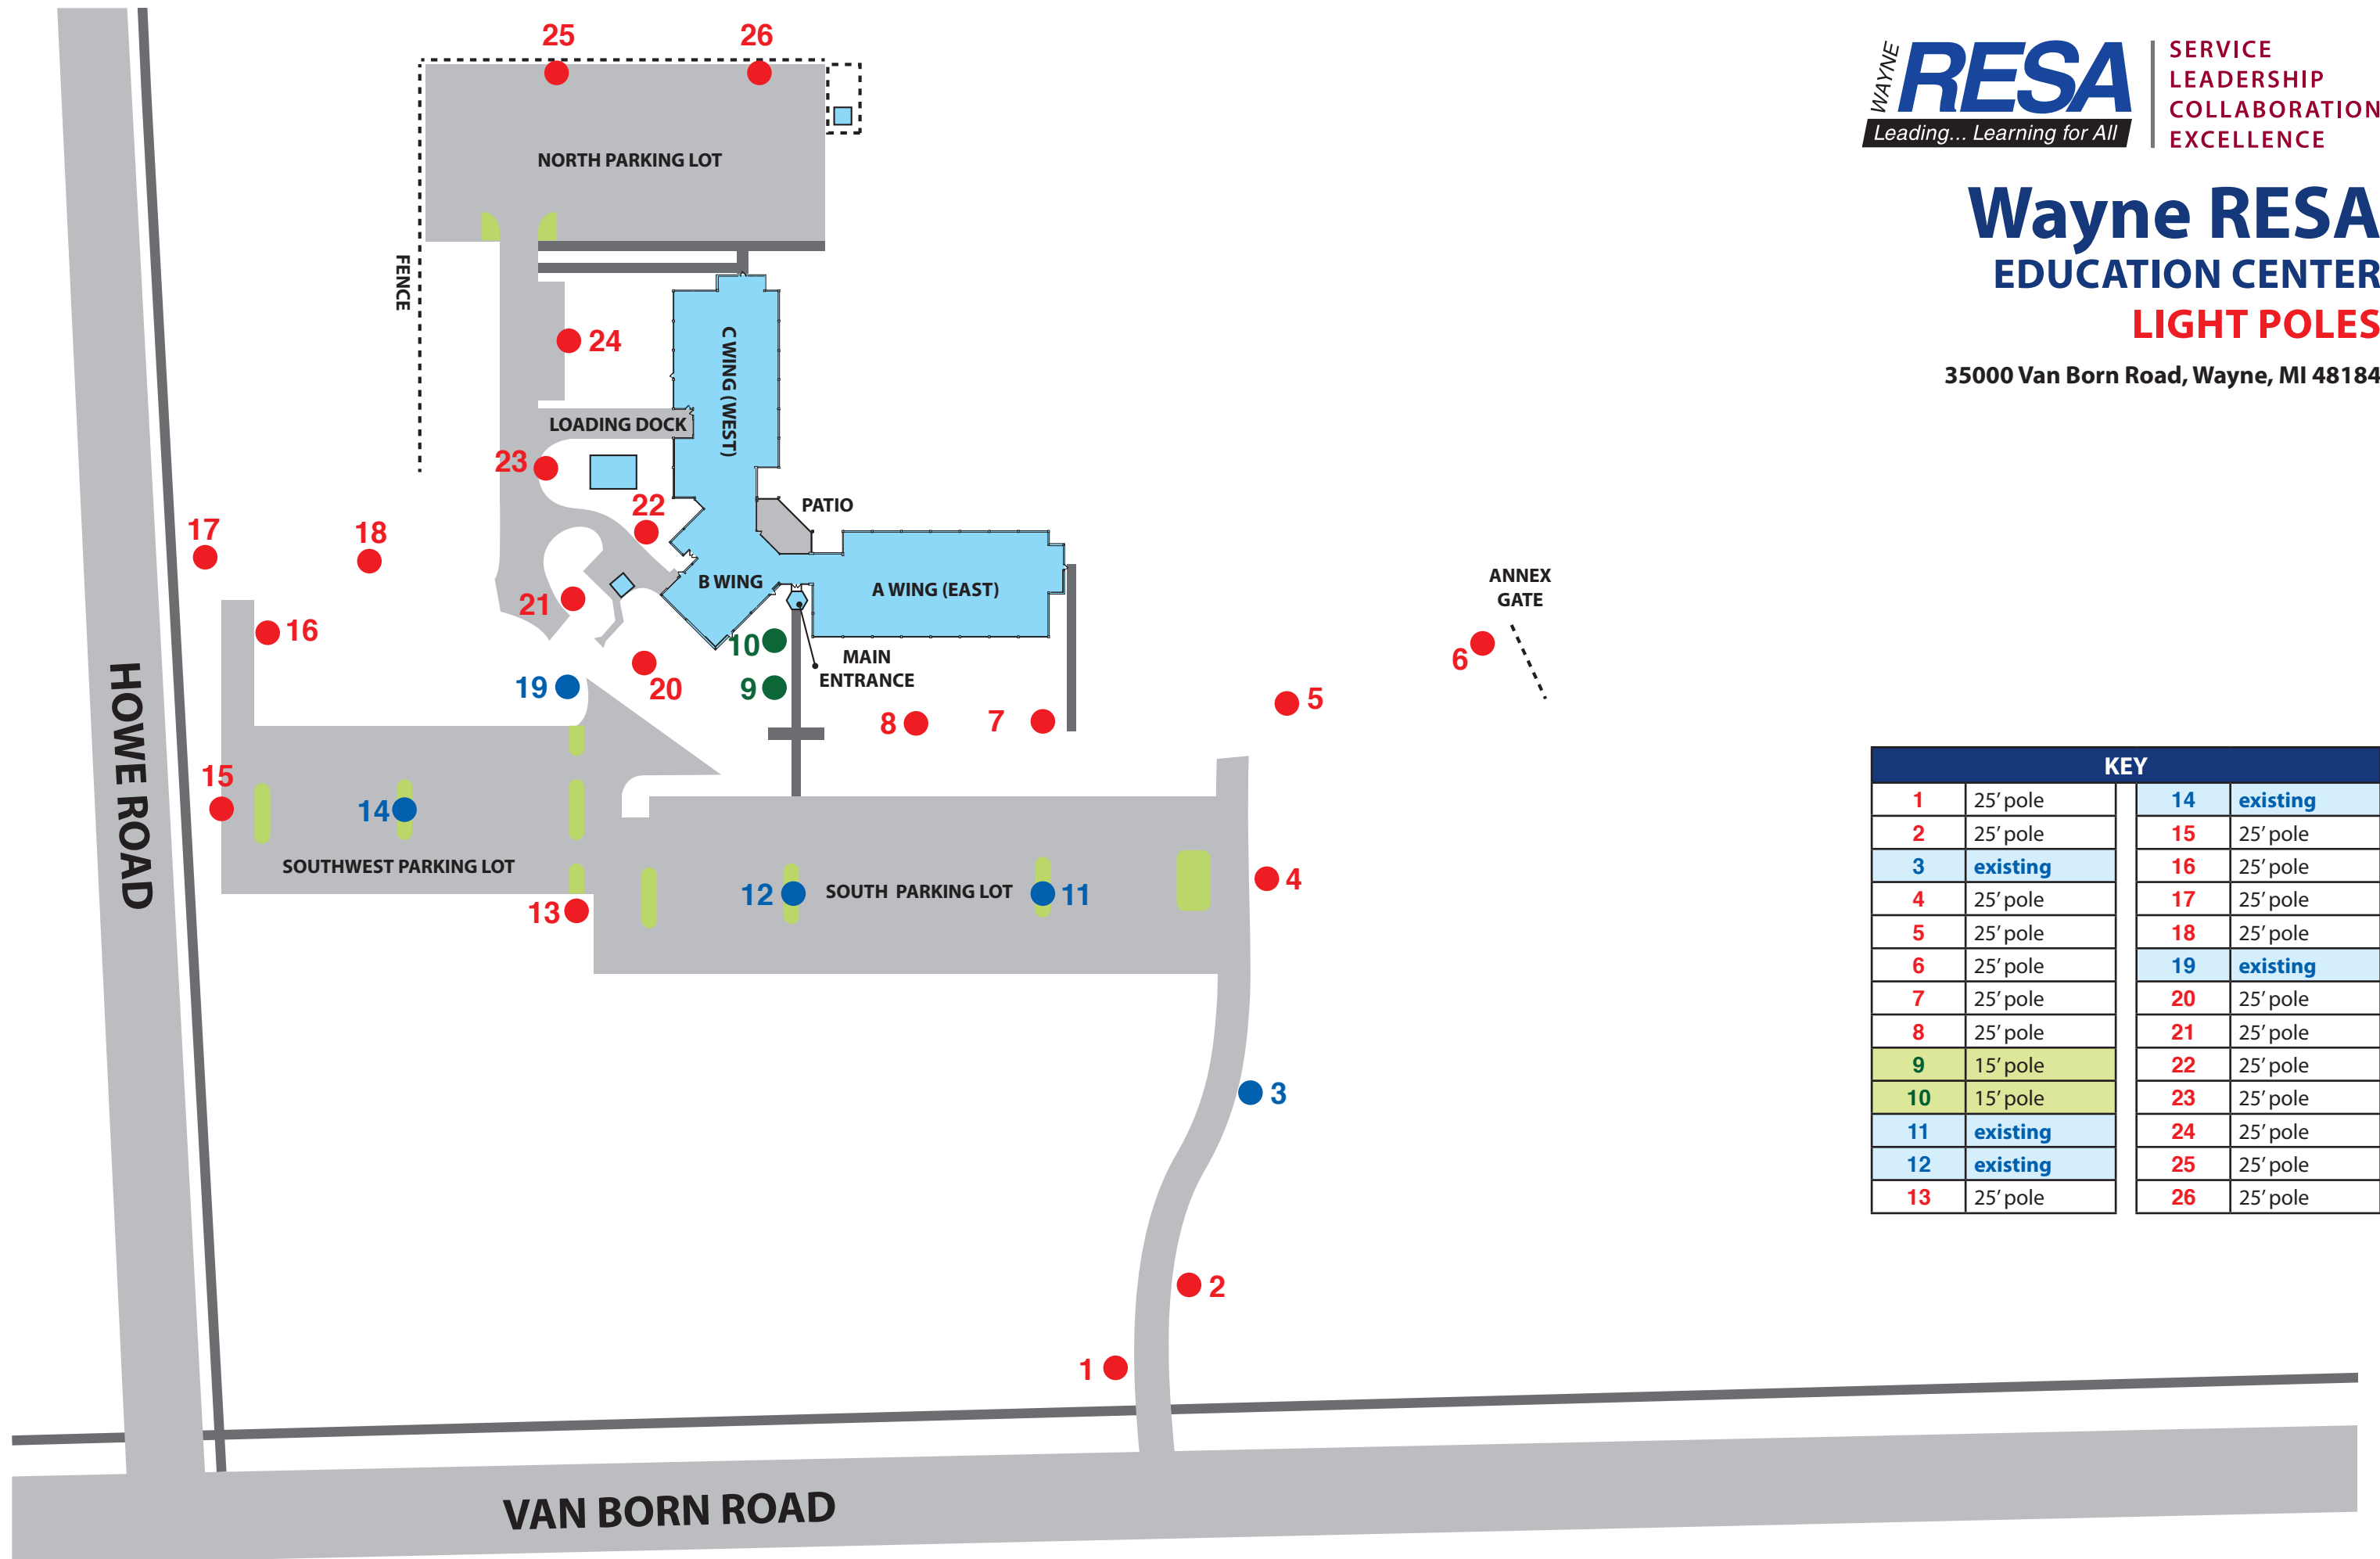 WAYNE
RESA
Leading... Learning for All
SERVICE
LEADERSHIP
COLLABORATION
EXCELLENCE
Wayne RESA
EDUCATION CENTER
LIGHT POLES
35000 Van Born Road, Wayne, MI 48184
25
26
NORTH PARKING LOT
FENCE
24
C WING (WEST)
LOADING DOCK
23
22
PATIO
17
18
B WING
A WING (EAST)
21
16
10
MAIN
ENTRANCE
20
19
9
8
7
ANNEX
GATE
6
5
HOWE ROAD
15
14
SOUTHWEST PARKING LOT
13
12
SOUTH PARKING LOT
11
4
3
2
1
VAN BORN ROAD
KEY
1 25' pole
2 25' pole
3 existing
4 25' pole
5 25' pole
6 25' pole
7 25' pole
8 25' pole
9 15' pole
10 15' pole
11 existing
12 existing
13 25' pole
14 existing
15 25' pole
16 25' pole
17 25' pole
18 25' pole
19 existing
20 25' pole
21 25' pole
22 25' pole
23 25' pole
24 25' pole
25 25' pole
26 25' pole